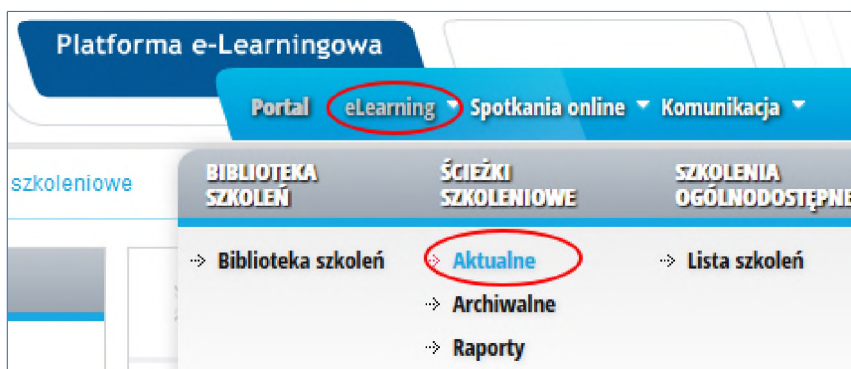 Platforma e-Learningowa
Portal eLearning Spotkania online Komunikacja
szkoleniowe
BIBLIOTEKA SZKOLEŃ
ŚCIEŻKI SZKOLENIOWE
SZKOLENIA OGÓLNODOSTĘPNE
Biblioteka szkoleń
Aktualne
Lista szkoleń
Archiwalne
Raporty